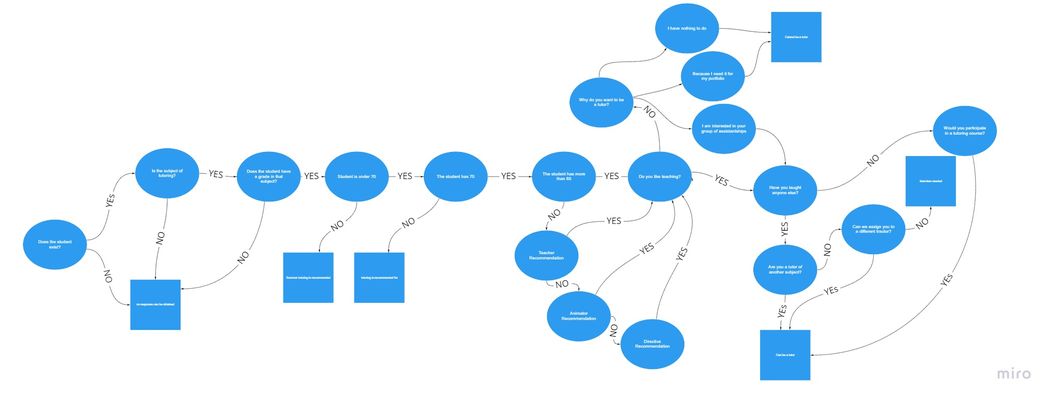 I have nothing to do
Cannot be a tutor
Because I need it for
my portfolio
Why do you want to be
a tutor?
NO
I am interested in your
group of assistantships
Would you participate
in a tutoring course?
NO
Is the subject of
tutoring?
YES
Does the student have
a grade in that
subject?
YES
Student is under 70
YES
The student has 70
YES
The student has more
than 80
YES
Do you like teaching?
YES
Have you taught
anyone else?
YES
NO
NO
NO
NO
NO
Does the student
exist?
NO
YES
Teacher
Recommendation
YES
YES
YES
NO
Animator
Recommendation
NO
Directive
Recommendation
YES
Can we assign you to
a different
NO
NO
Are you a tutor of
another subject?
YEs
YEs
YEs
Can be a tutor
miro